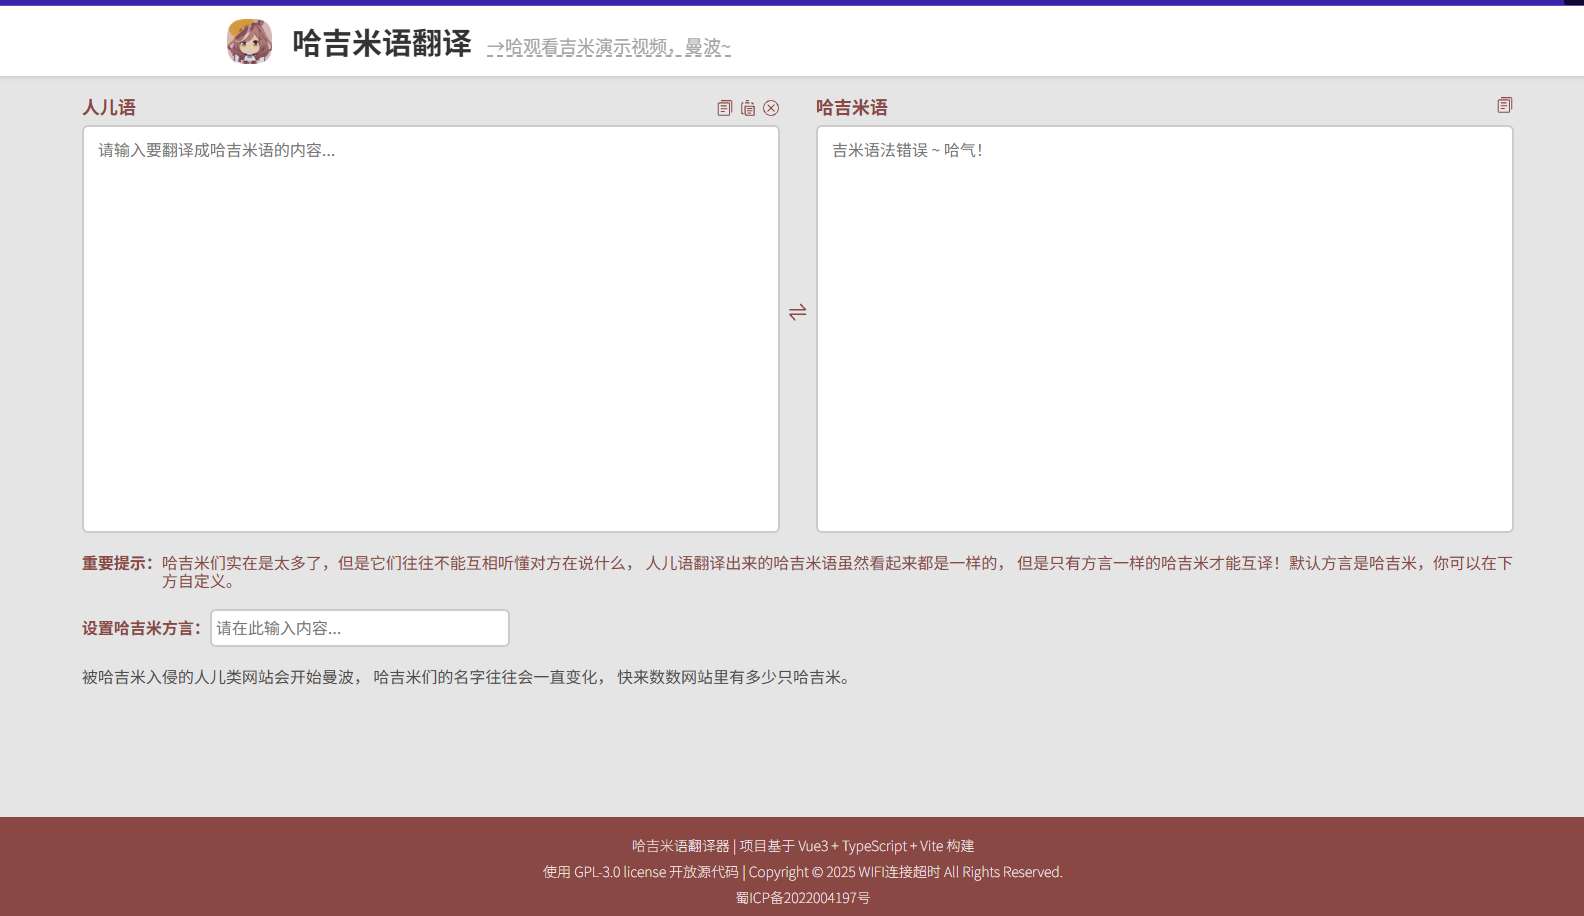 哈吉米语翻译
→哈观看吉米演示视频，曼波~
人儿语
哈吉米语
请输入要翻译成哈吉米语的内容...
吉米语法错误 ~ 哈气！
重要提示：哈吉米们实在是太多了，但是它们往往不能互相听懂对方在说什么， 人儿语翻译出来的哈吉米语虽然看起来都是一样的， 但是只有方言一样的哈吉米才能互译！默认方言是哈吉米，你可以在下
方自定义。
设置哈吉米方言：请在此输入内容...
被哈吉米入侵的人儿类网站会开始曼波， 哈吉米们的名字往往会一直变化， 快来数数网站里有多少只哈吉米。
哈吉米语翻译器 | 项目基于 Vue3 + TypeScript + Vite 构建
使用 GPL-3.0 license 开放源代码 | Copyright © 2025 WIFI连接超时 All Rights Reserved.
蜀ICP备2022004197号